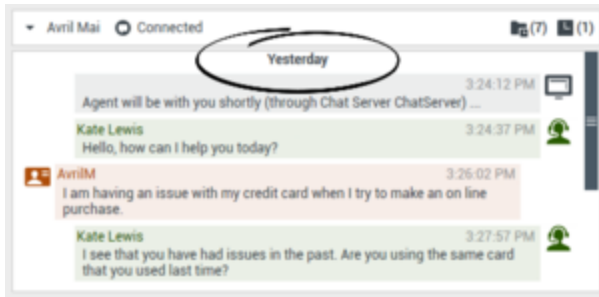 Avril Mai Connected (7) (1)
Yesterday
3:24:12 PM
Agent will be with you shortly (through Chat Server ChatServer) ...
Kate Lewis 3:24:37 PM
Hello, how can I help you today?
AvrilM 3:26:02 PM
I am having an issue with my credit card when I try to make an on line
purchase.
Kate Lewis 3:27:57 PM
I see that you have had issues in the past. Are you using the same card
that you used last time?